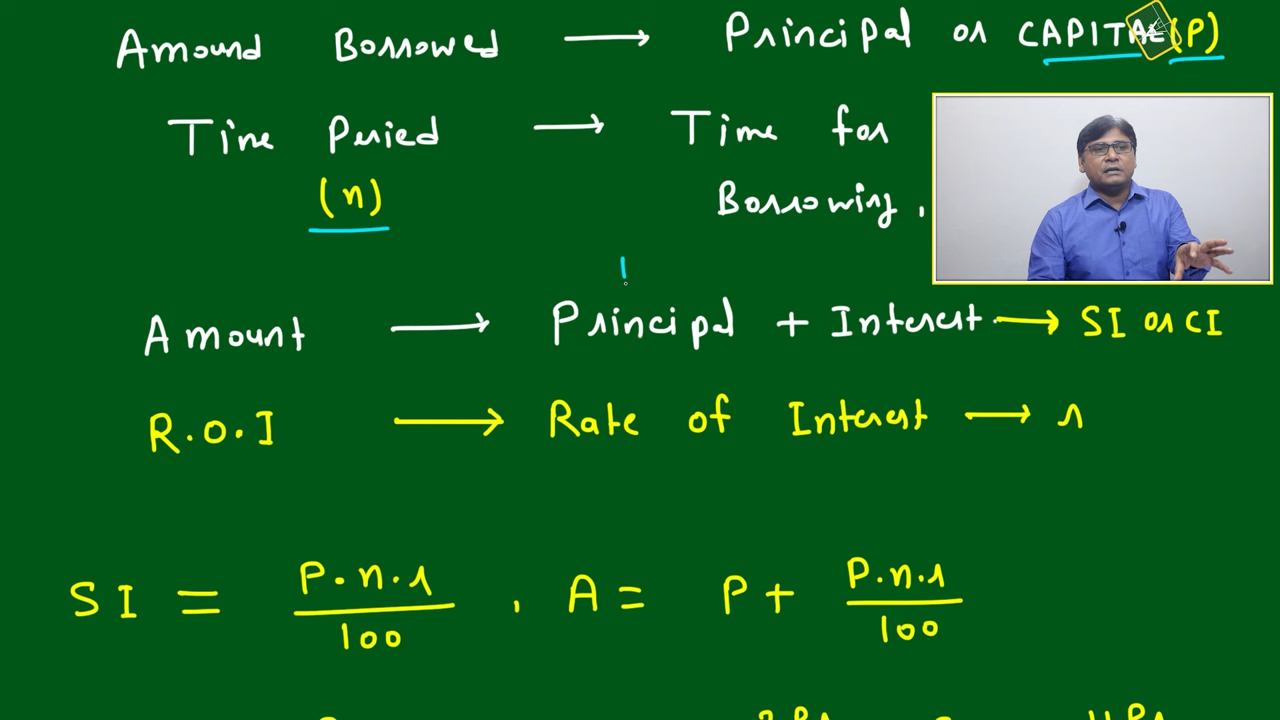 Amound Borrowed → Principal or CAPITAL (P)
Time Period → Time for
(n) Borrowing.
Amount → Principal + Interest → SI or CI
R.O.I → Rate of Interest → r
SI = P.n.r / 100 , A = P + P.n.r / 100